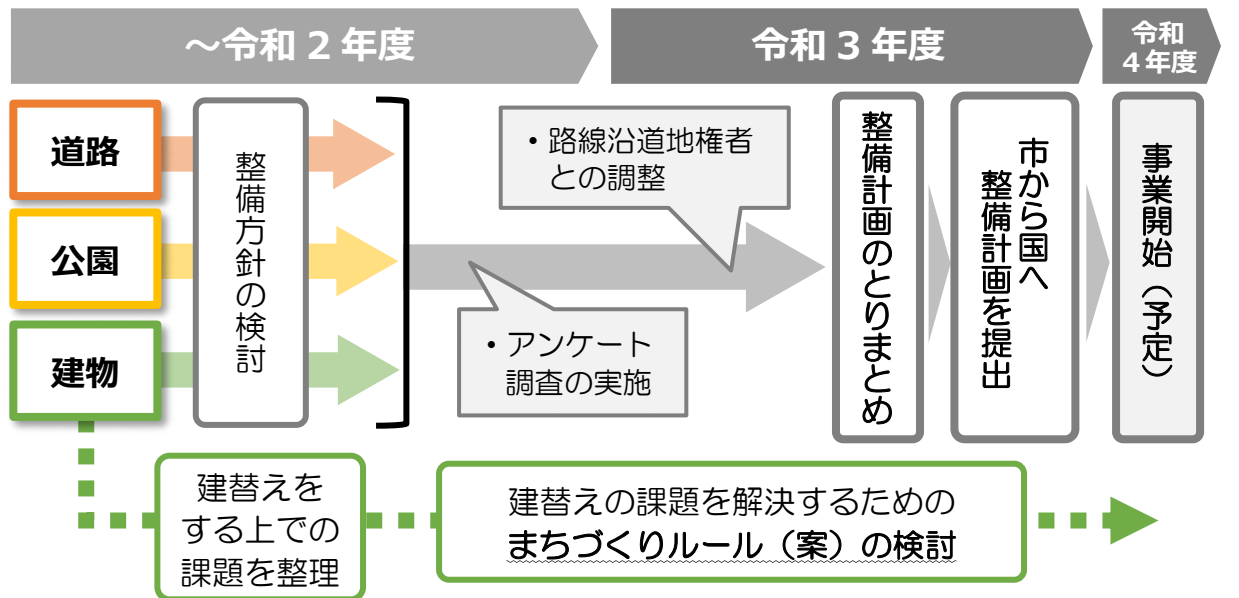 ～令和２年度
令和３年度
令和
４年度
道路
公園
建物
整備方針の検討
・路線沿道地権者
との調整
・アンケート
調査の実施
整備計画のとりまとめ
市から国へ
整備計画を提出
事業開始（予定）
建替えを
する上での
課題を整理
建替えの課題を解決するための
まちづくりルール（案）の検討